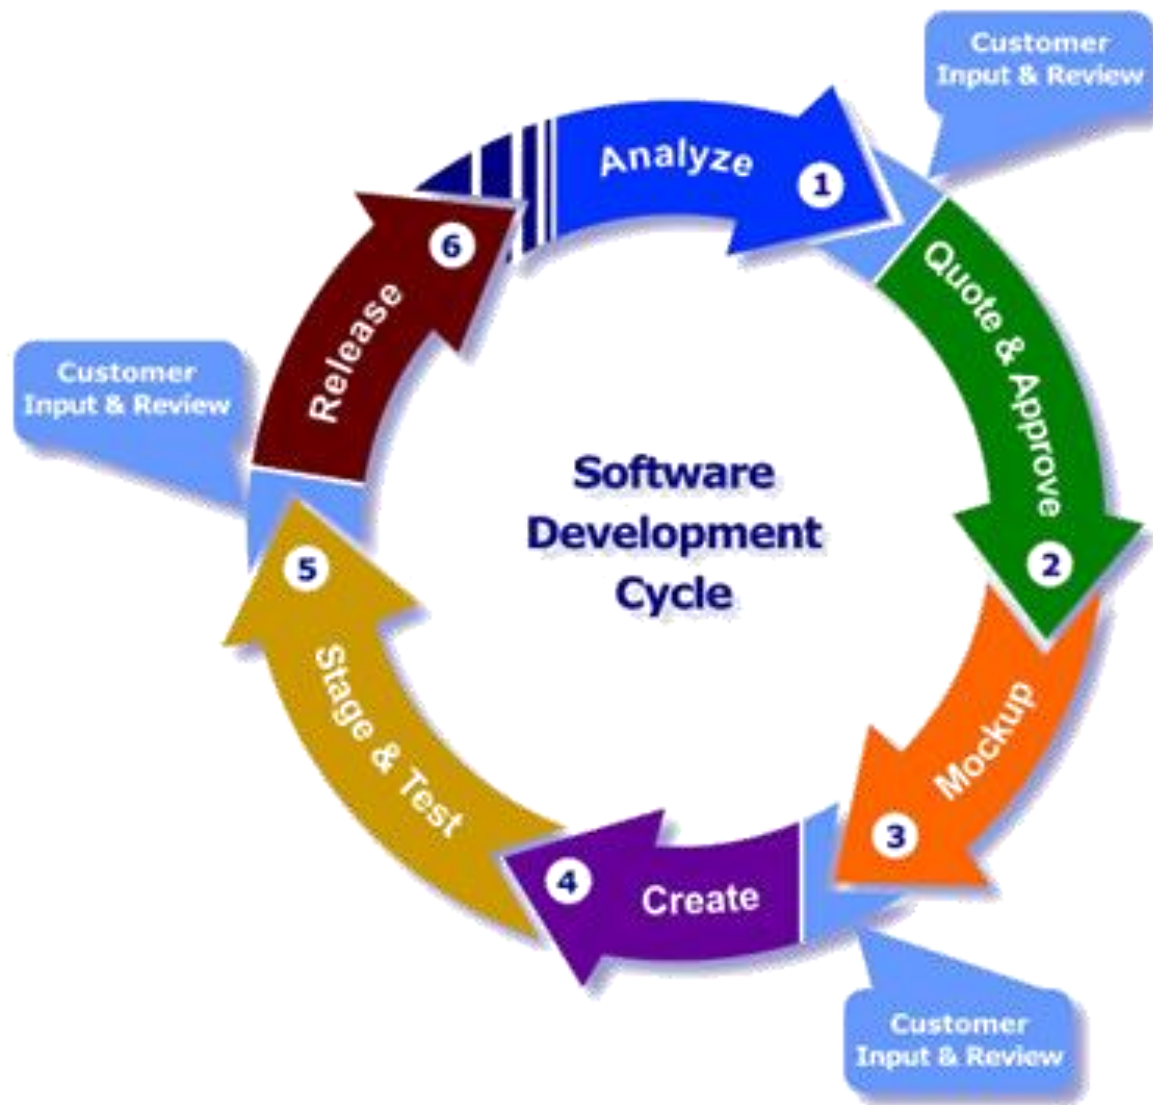 Customer
Input & Review
Analyze
1
Quote & Approve
2
Mockup
3
Customer
Input & Review
Create
4
Stage & Test
5
Customer
Input & Review
Release
6
Software
Development
Cycle